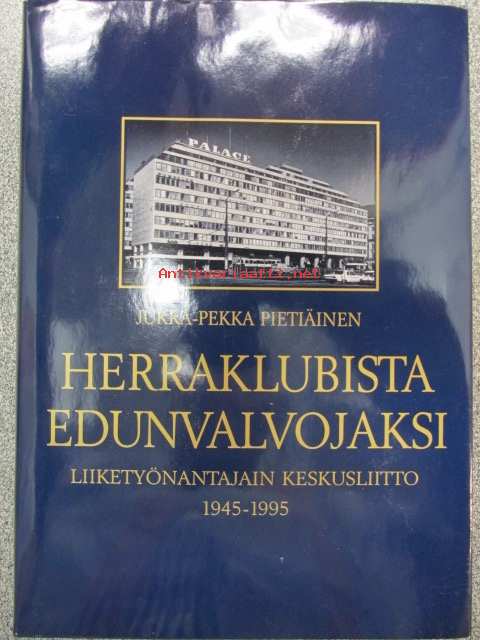 PALACE
Antikvariaatti.net
JUKKA-PEKKA PIETIÄINEN
HERRAKLUBISTA
EDUNVALVOJAKSI
LIIKETYÖNANTAJAIN KESKUSLIITTO
1945-1995